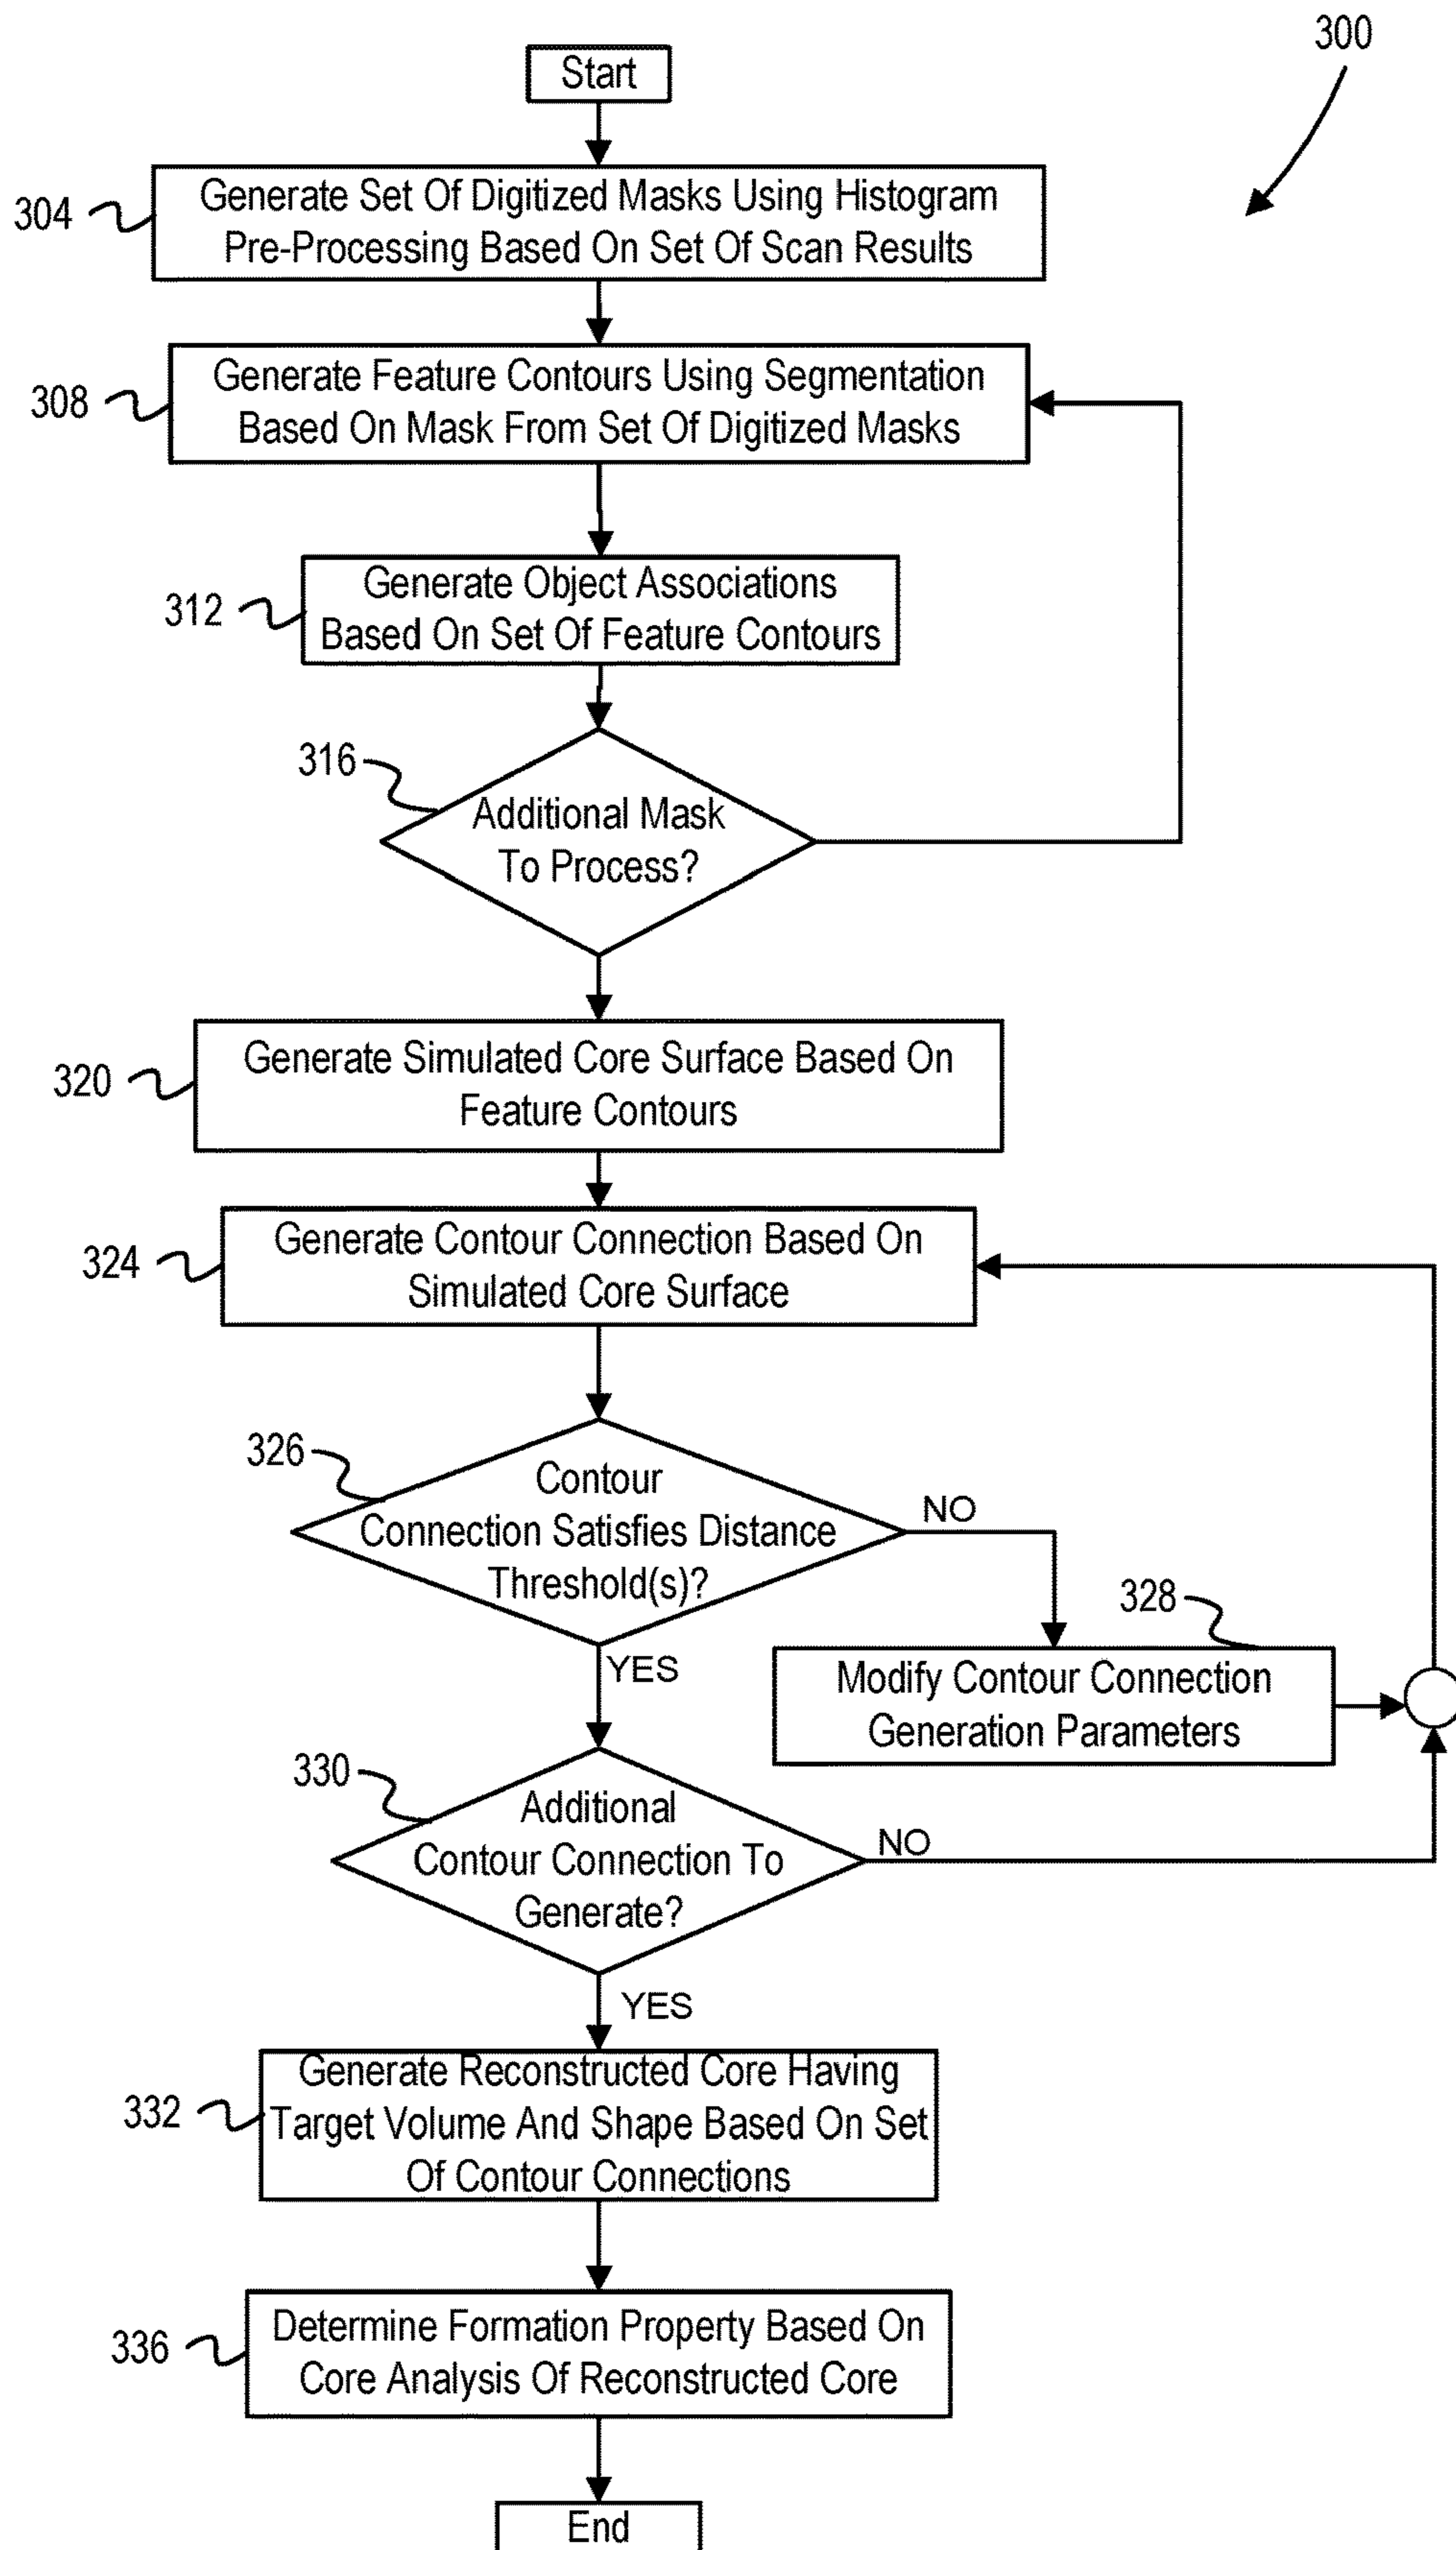 300
Start
304
Generate Set Of Digitized Masks Using Histogram
Pre-Processing Based On Set Of Scan Results
308
Generate Feature Contours Using Segmentation
Based On Mask From Set Of Digitized Masks
312
Generate Object Associations
Based On Set Of Feature Contours
316
Additional Mask
To Process?
320
Generate Simulated Core Surface Based On
Feature Contours
324
Generate Contour Connection Based On
Simulated Core Surface
326
Contour
Connection Satisfies Distance
Threshold(s)?
NO
YES
328
Modify Contour Connection
Generation Parameters
330
Additional
Contour Connection To
Generate?
NO
YES
332
Generate Reconstructed Core Having
Target Volume And Shape Based On Set
Of Contour Connections
336
Determine Formation Property Based On
Core Analysis Of Reconstructed Core
End